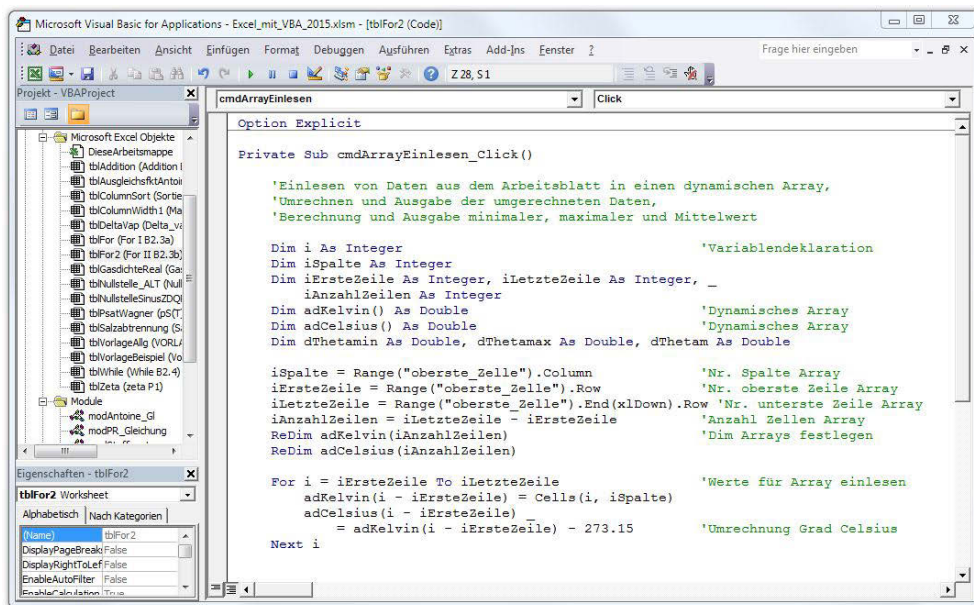 Microsoft Visual Basic for Applications - Excel_mit_VBA_2015.xlsm - [tblFor2 (Code)]
Datei Bearbeiten Ansicht Einfügen Format Debuggen Ausführen Extras Add-Ins Fenster ? Frage hier eingeben
Z 28, S 1
Projekt - VBAProject
Microsoft Excel Objekte
DieseArbeitsmappe
tblAddition (Addition
tblAusgleichsfktAntoi
tblColumnSort (Sortie
tblColumnWidth1 (Ma
tblDeltaVap (Delta_va
tblFor (For I B2.3a)
tblFor2 (For II B2.3b)
tblGasdichteReal (Ga
tblNullstelle_ALT (Null
tblNullstelleSinusZDQ
tblPsatWagner (pS(T
tblSalzabtrennung (S
tblVorlageAllg (VORL
tblVorlageBeispiel (Vo
tblWhile (While B2.4)
tblZeta (zeta P1)
Module
modAntoine_Gl
modPR_Gleichung
Eigenschaften - tblFor2
tblFor2 Worksheet
Alphabetisch Nach Kategorien
(Name) tblFor2
DisplayPageBreak False
DisplayRightToLef False
EnableAutoFilter False
EnableCalculation True
cmdArrayEinlesen Click
Option Explicit
Private Sub cmdArrayEinlesen_Click()
'Einlesen von Daten aus dem Arbeitsblatt in einen dynamischen Array,
'Umrechnen und Ausgabe der umgerechneten Daten,
'Berechnung und Ausgabe minimaler, maximaler und Mittelwert
Dim i As Integer 'Variablendeklaration
Dim iSpalte As Integer
Dim iErsteZeile As Integer, iLetzteZeile As Integer, _
iAnzahlZeilen As Integer
Dim adKelvin() As Double 'Dynamisches Array
Dim adCelsius() As Double 'Dynamisches Array
Dim dThetamin As Double, dThetamax As Double, dThetam As Double
iSpalte = Range("oberste_Zelle").Column 'Nr. Spalte Array
iErsteZeile = Range("oberste_Zelle").Row 'Nr. oberste Zeile Array
iLetzteZeile = Range("oberste_Zelle").End(xlDown).Row 'Nr. unterste Zeile Array
iAnzahlZeilen = iLetzteZeile - iErsteZeile 'Anzahl Zellen Array
ReDim adKelvin(iAnzahlZeilen) 'Dim Arrays festlegen
ReDim adCelsius(iAnzahlZeilen)
For i = iErsteZeile To iLetzteZeile 'Werte für Array einlesen
adKelvin(i - iErsteZeile) = Cells(i, iSpalte)
adCelsius(i - iErsteZeile) _
= adKelvin(i - iErsteZeile) - 273.15 'Umrechnung Grad Celsius
Next i